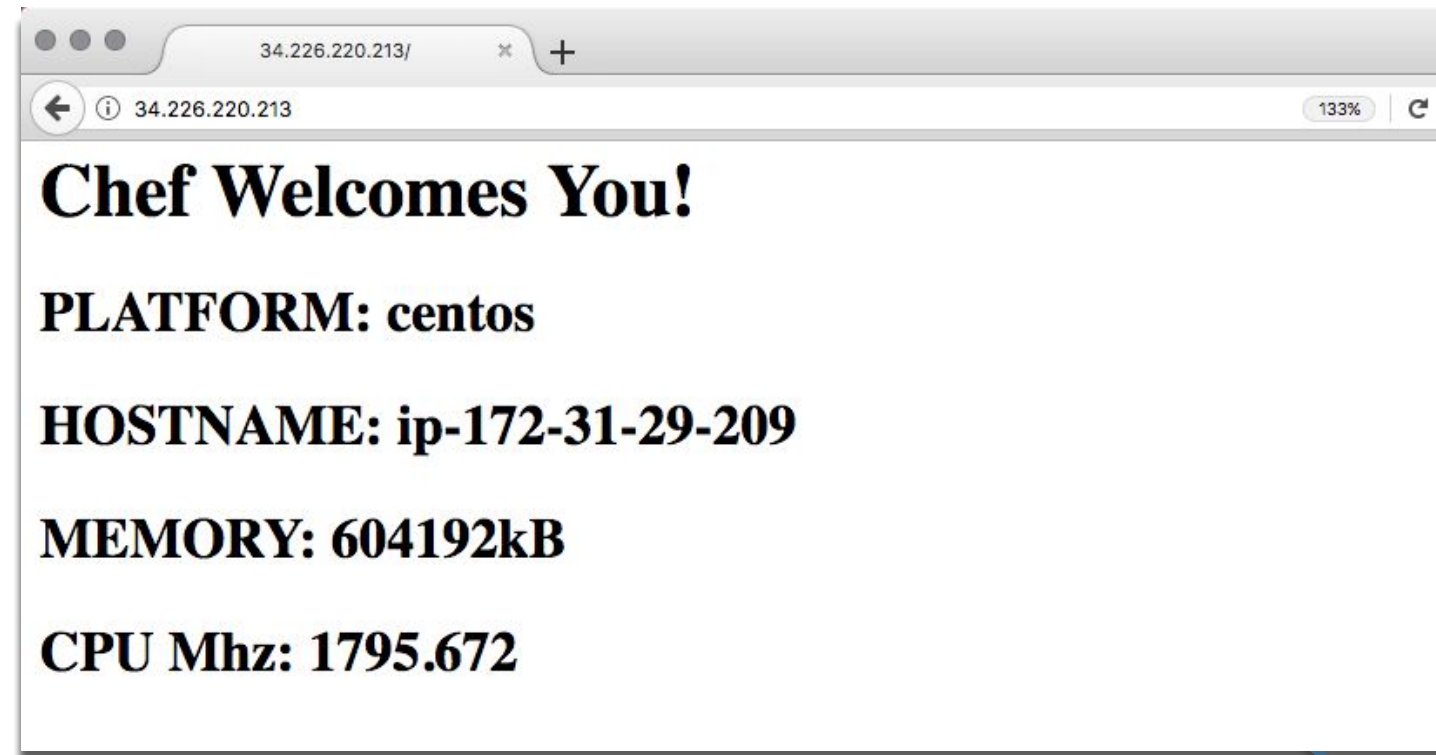 34.226.220.213/
34.226.220.213 133%
Chef Welcomes You!
PLATFORM: centos
HOSTNAME: ip-172-31-29-209
MEMORY: 604192kB
CPU Mhz: 1795.672